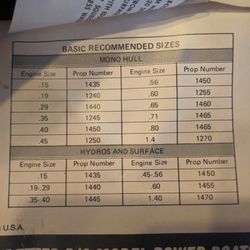 BASIC RECOMMENDED SIZES
MONO HULL
Engine Size Prop Number Engine Size Prop Number
.15 1435 .56 1450
.19 1240 .60 1255
.29 1440 .65 1460
.35 1245 .71 1465
.40 1450 .80 1465
.45 1250 1.4 1270
HYDROS AND SURFACE
Engine Size Prop Number Engine Size Prop Number
.15 1435 .45-.56 1450
.19-.29 1440 .60 1455
.35-.40 1445 1.40 1470
U.S.A.